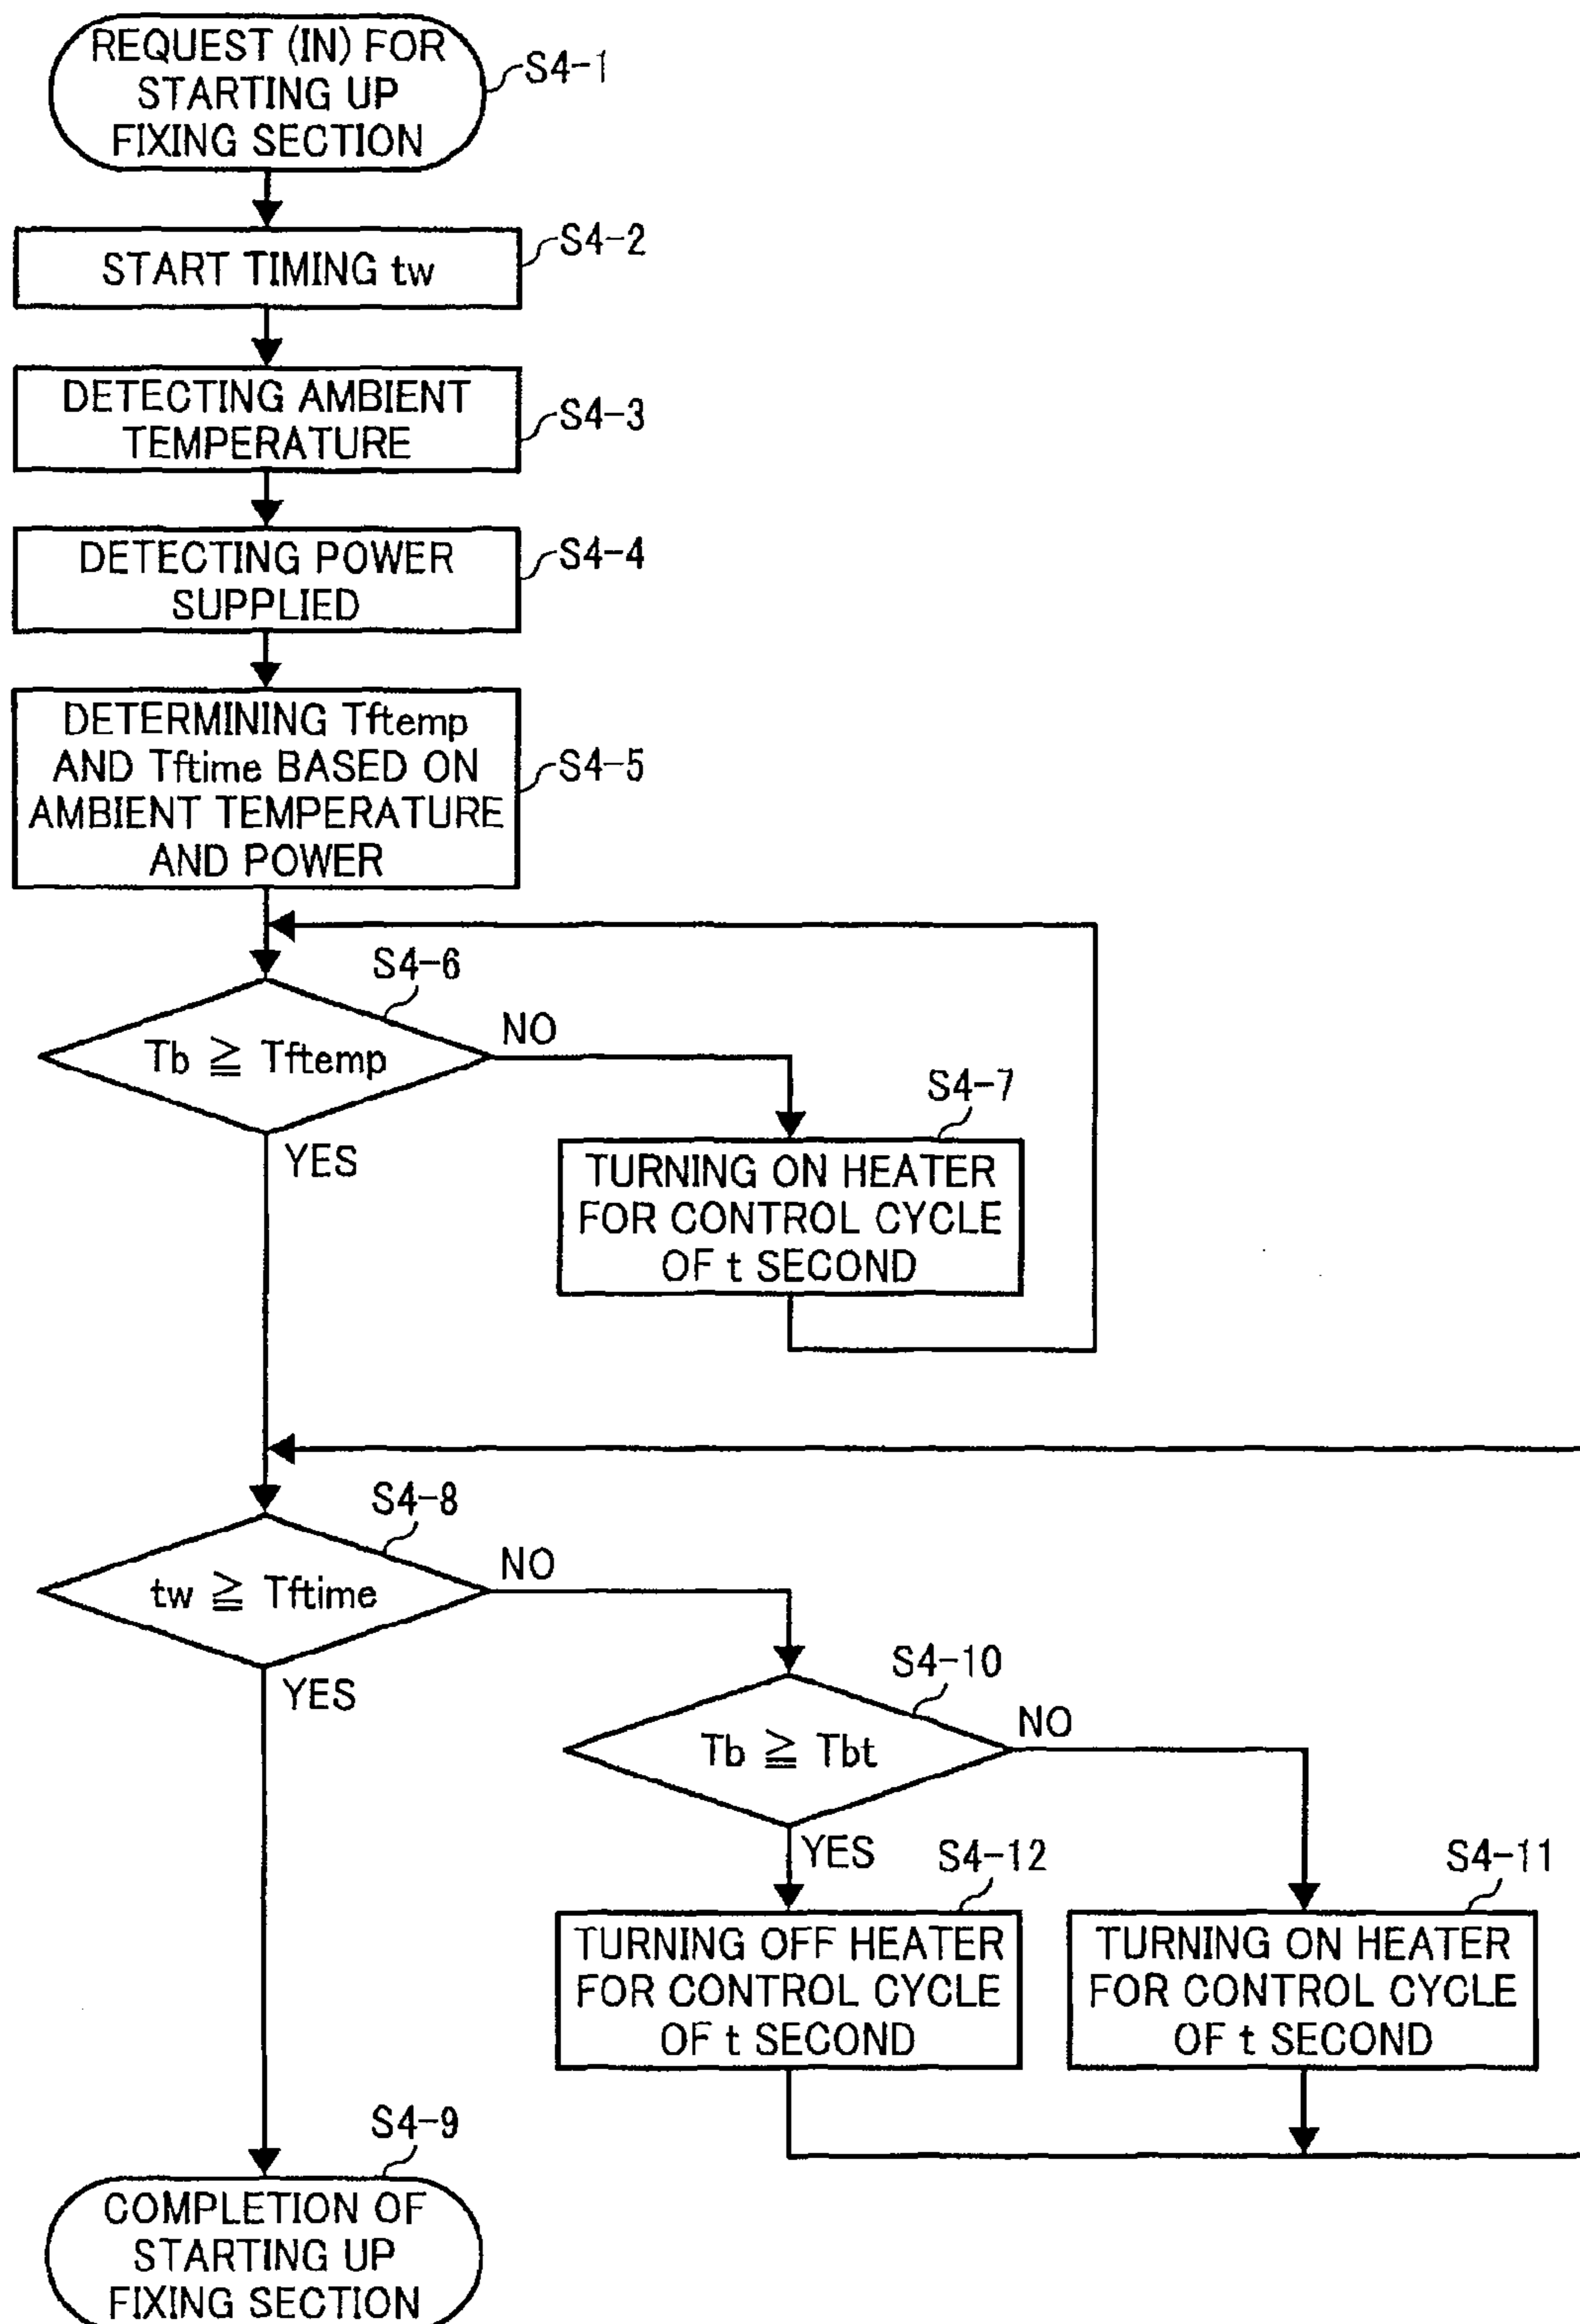 REQUEST (IN) FOR
STARTING UP
FIXING SECTION
S4-1
START TIMING tw
S4-2
DETECTING AMBIENT
TEMPERATURE
S4-3
DETECTING POWER
SUPPLIED
S4-4
DETERMINING Tftemp
AND Tftime BASED ON
AMBIENT TEMPERATURE
AND POWER
S4-5
S4-6
Tb ≧ Tftemp
NO
YES
S4-7
TURNING ON HEATER
FOR CONTROL CYCLE
OF t SECOND
S4-8
tw ≧ Tftime
NO
YES
S4-10
Tb ≧ Tbt
NO
YES
S4-12
TURNING OFF HEATER
FOR CONTROL CYCLE
OF t SECOND
S4-11
TURNING ON HEATER
FOR CONTROL CYCLE
OF t SECOND
S4-9
COMPLETION OF
STARTING UP
FIXING SECTION